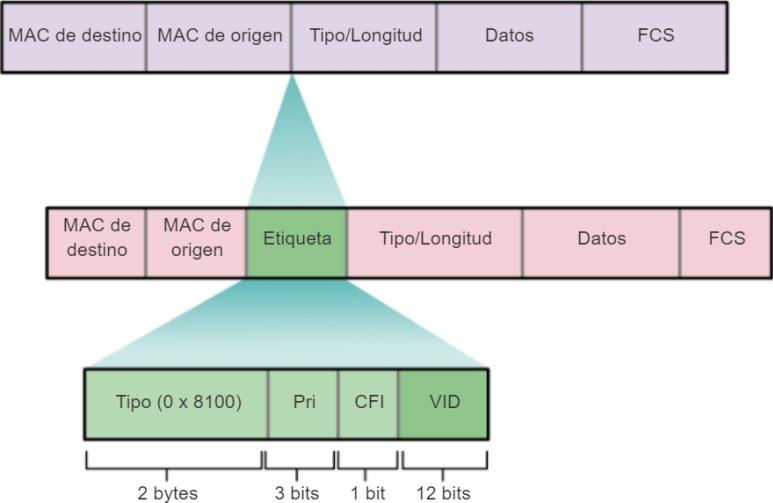 MAC de destino MAC de origen Tipo/Longitud Datos FCS
MAC de destino
MAC de origen
Etiqueta
Tipo/Longitud
Datos
FCS
Tipo (0 x 8100) Pri CFI VID
2 bytes 3 bits 1 bit 12 bits